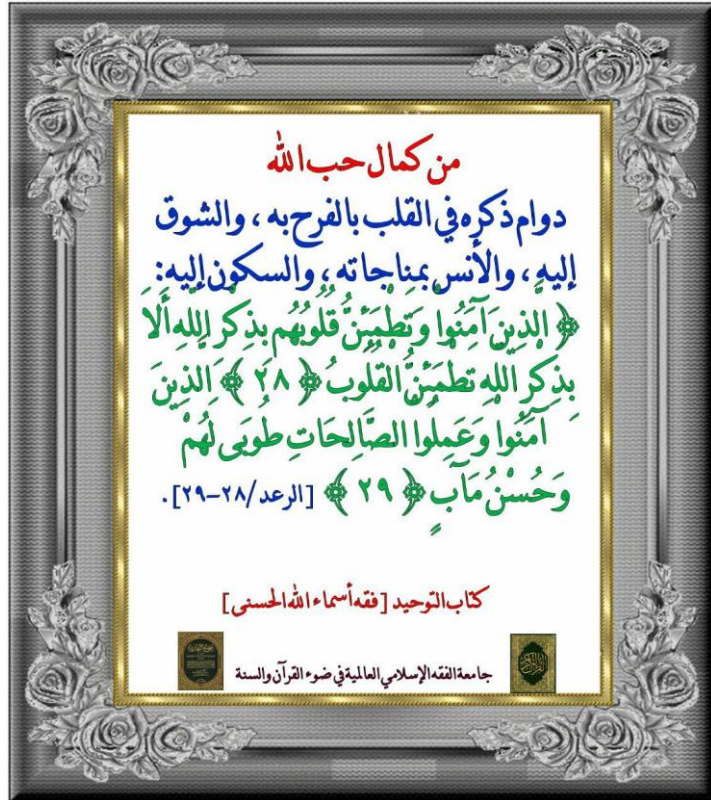 من كمال حب الله
دوام ذكره في القلب بالفرح به ، والشوق
إليه ، والأنس بمناجاته ، والسكون إليه:
﴿ الَّذِينَ آمَنُوا وَتَطْمَئِنُّ قُلُوبُهُم بِذِكْرِ اللَّهِ أَلَا
بِذِكْرِ اللَّهِ تَطْمَئِنُّ الْقُلُوبُ ﴿ ٢٨ ﴾ الَّذِينَ
آمَنُوا وَعَمِلُوا الصَّالِحَاتِ طُوبَى لَهُمْ
وَحُسْنُ مَآبٍ ﴿ ٢٩ ﴾ [الرعد/٢٨-٢٩].
كتاب التوحيد [فقه أسماء الله الحسنى]
جامعة الفقه الإسلامي العالمية في ضوء القرآن والسنة